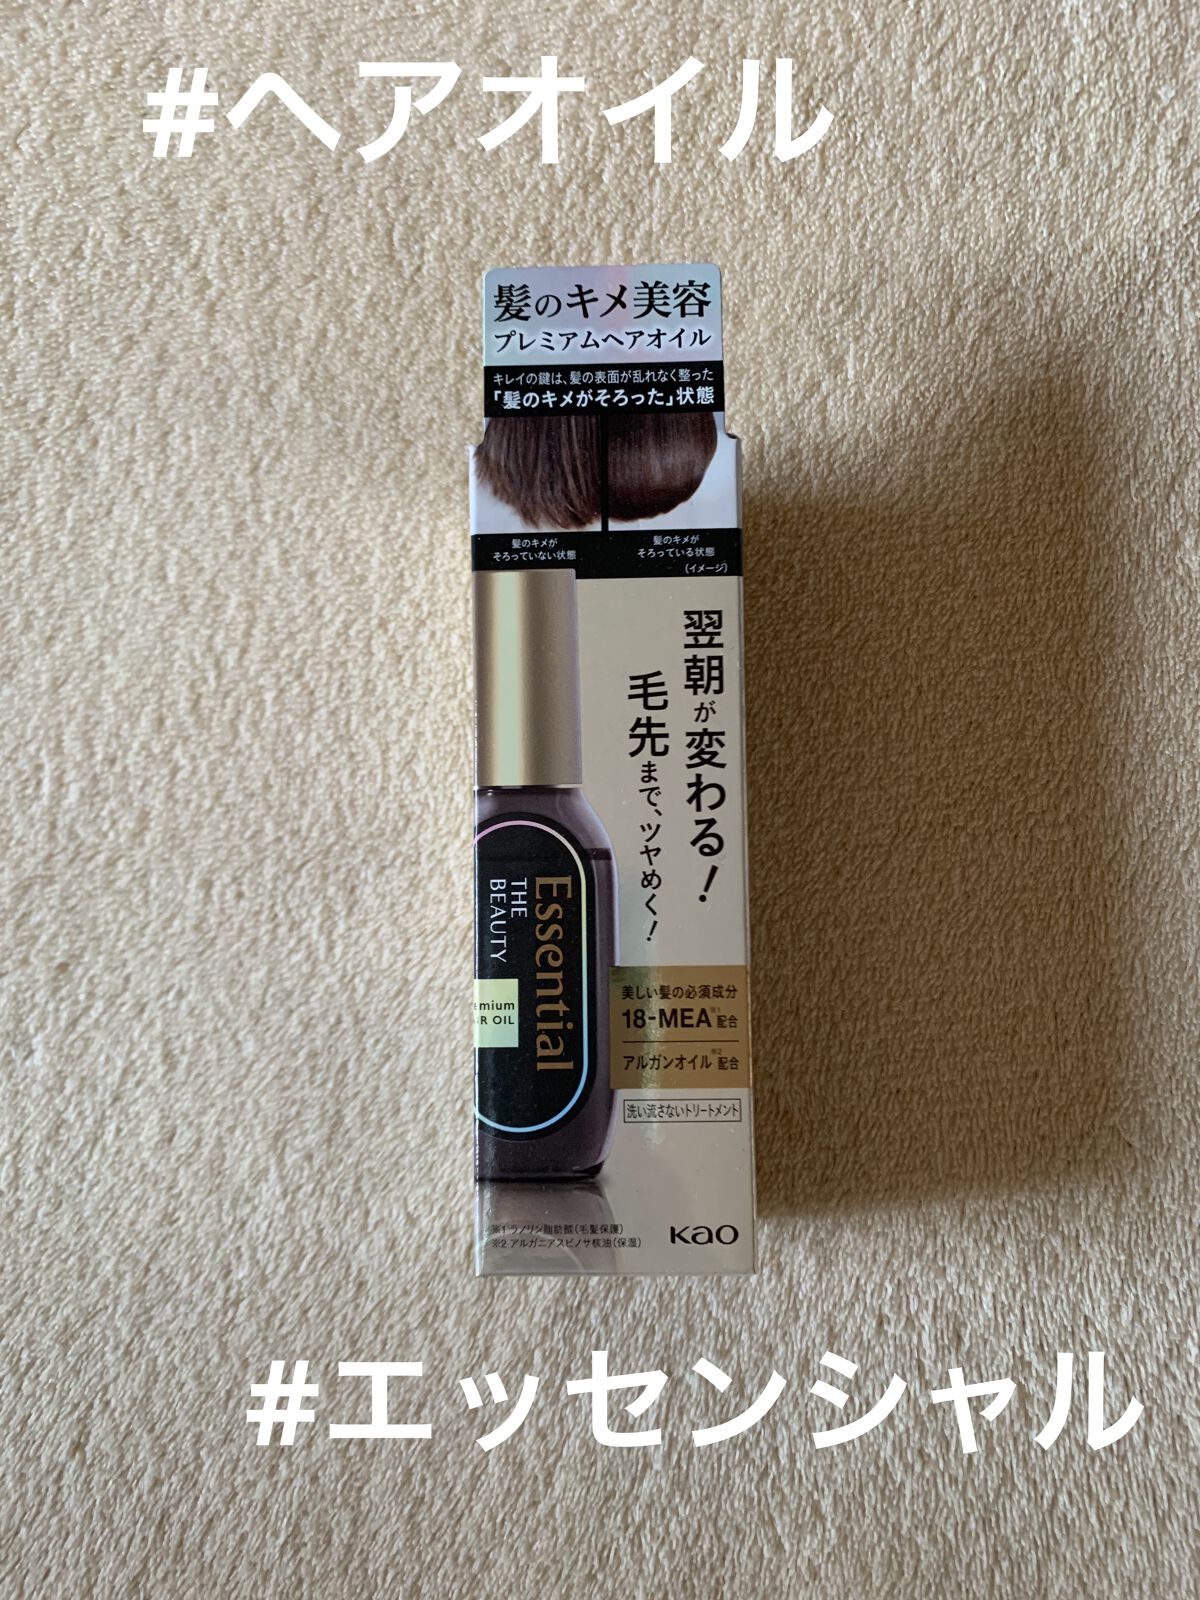 #ヘアオイル
髪のキメ美容
プレミアムヘアオイル
キレイの鍵は、髪の表面が乱れなく整った
「髪のキメがそろった」状態
髪のキメが
そろっていない状態
髪のキメが
そろっている状態
(イメージ)
翌朝が変わる!
毛先まで、ツヤめく!
Essential
THE
BEAUTY
emium
R OIL
美しい髪の必須成分
18-MEA※1配合
アルガンオイル※2配合
洗い流さないトリートメント
※1 ラノリン脂肪酸(毛髪保護)
※2 アルガニアスピノサ核油(保湿)
Kao
#エッセンシャル